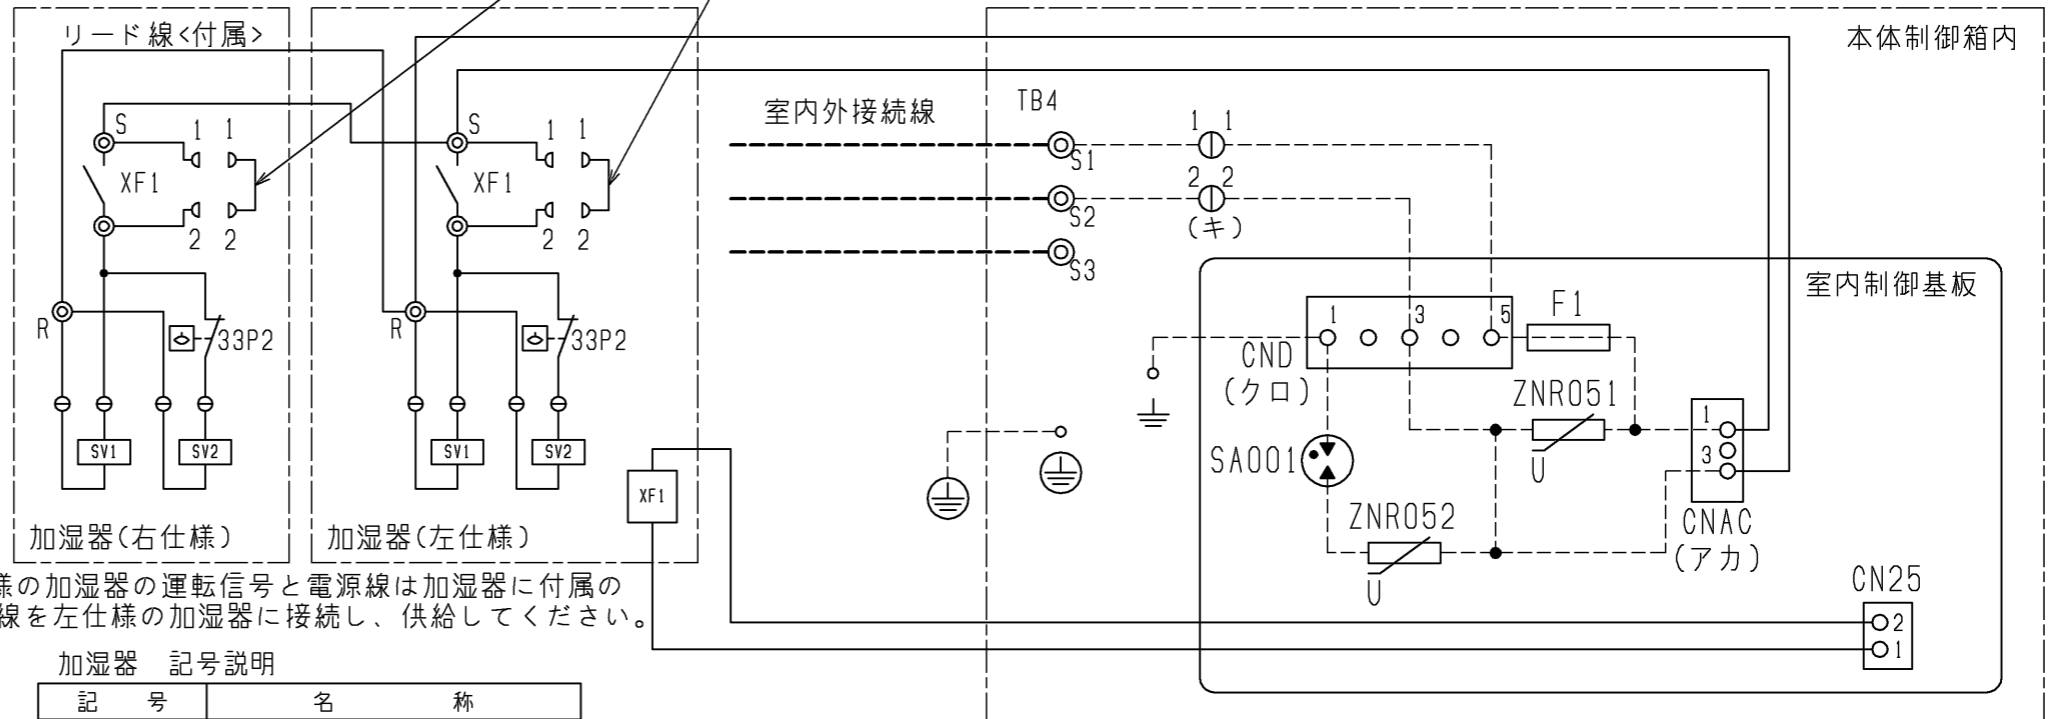 リード線<付属>
本体制御箱内
室内外接続線
TB4
S
1
1
XF1
2
2
S
1
1
XF1
2
2
S1
1
1
S2
2
2
(キ)
S3
室内制御基板
R
33P2
R
33P2
CND
(クロ)
1
3
5
F1
ZNR051
U
SA001
ZNR052
U
1
3
CNAC
(アカ)
SV1
SV2
SV1
SV2
XF1
加湿器(右仕様)
加湿器(左仕様)
CN25
2
1
様の加湿器の運転信号と電源線は加湿器に付属の
線を左仕様の加湿器に接続し、供給してください。
加湿器 記号説明
記 号 名 称